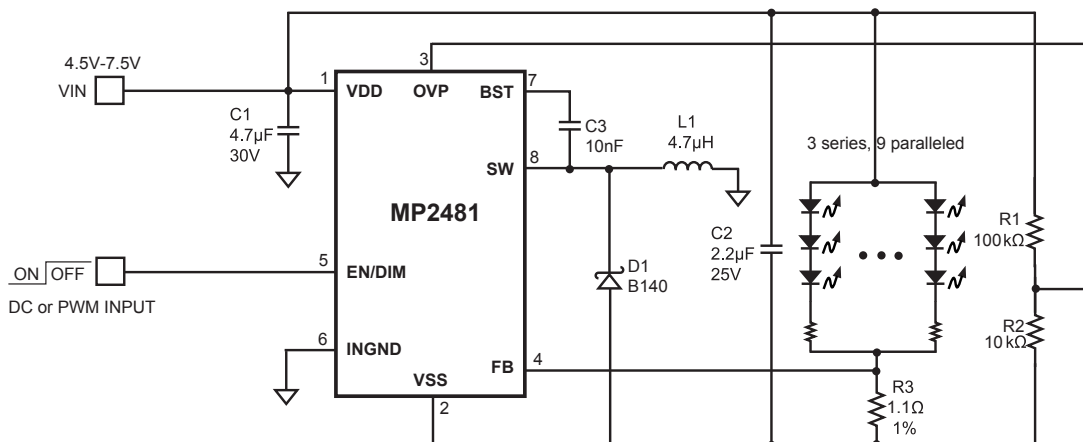 4.5V-7.5V
VIN
1
VDD
3
OVP
BST
7
C1
4.7µF
30V
C3
10nF
L1
4.7µH
SW
8
MP2481
3 series, 9 paralleled
C2
2.2µF
25V
R1
100kΩ
ON OFF
DC or PWM INPUT
5
EN/DIM
D1
B140
R2
10kΩ
6
INGND
VSS
2
FB
4
R3
1.1Ω
1%